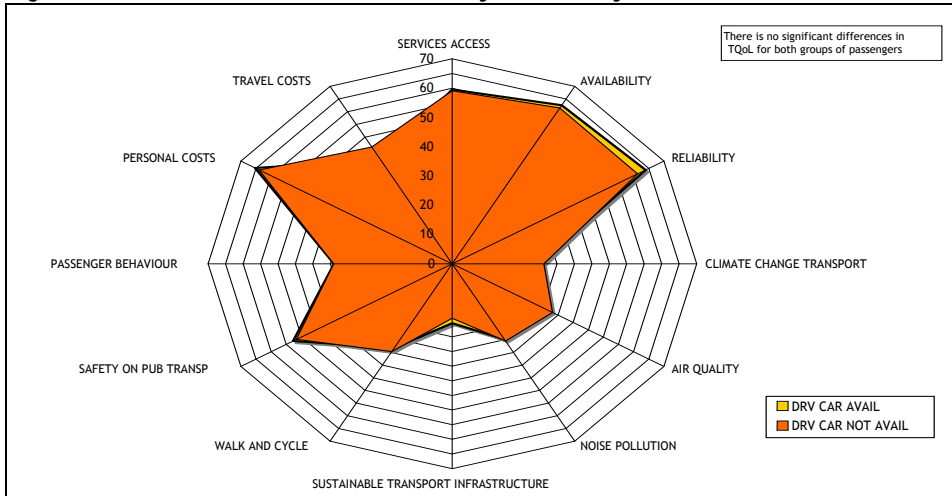 There is no significant differences in
TQoL for both groups of passengers
SERVICES ACCESS
AVAILABILITY
RELIABILITY
CLIMATE CHANGE TRANSPORT
AIR QUALITY
NOISE POLLUTION
SUSTAINABLE TRANSPORT INFRASTRUCTURE
WALK AND CYCLE
SAFETY ON PUB TRANSP
PASSENGER BEHAVIOUR
PERSONAL COSTS
TRAVEL COSTS
70
60
50
40
30
20
10
0
DRV CAR AVAIL
DRV CAR NOT AVAIL